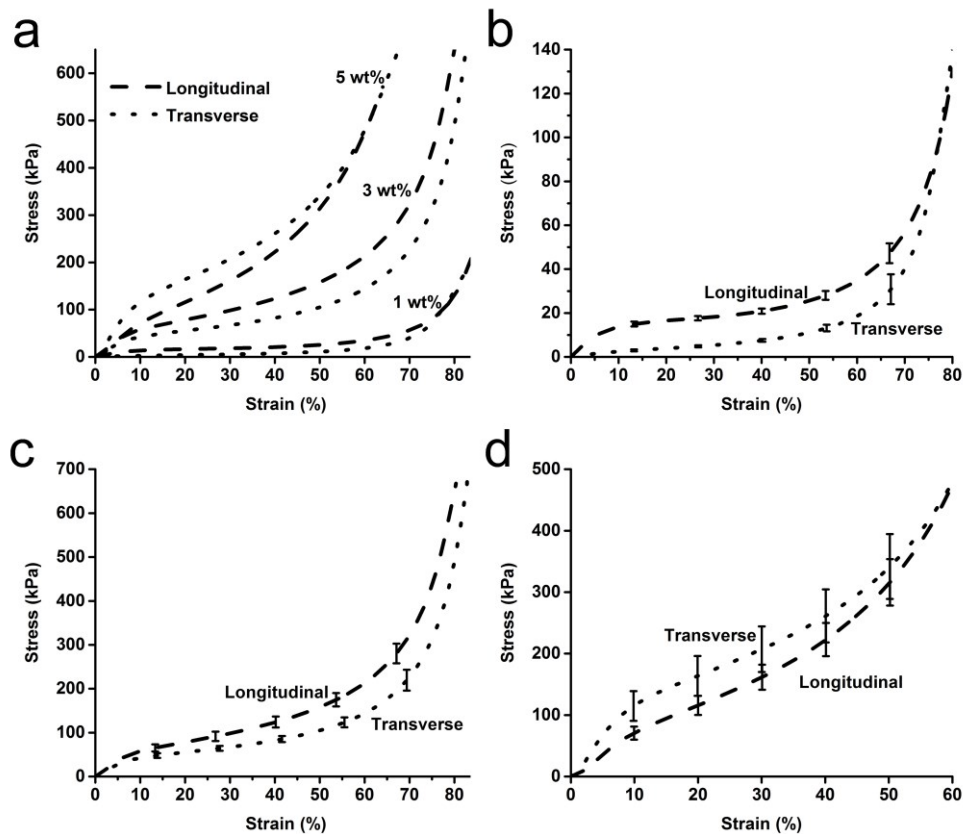 a
600
500
400
300
200
100
0
Stress (kPa)
Longitudinal
Transverse
5 wt%
3 wt%
1 wt%
0 10 20 30 40 50 60 70 80
Strain (%)
b
140
120
100
80
60
40
20
0
Stress (kPa)
Longitudinal
Transverse
0 10 20 30 40 50 60 70 80
Strain (%)
c
700
600
500
400
300
200
100
0
Stress (kPa)
Longitudinal
Transverse
0 10 20 30 40 50 60 70 80
Strain (%)
d
500
400
300
200
100
0
Stress (kPa)
Transverse
Longitudinal
0 10 20 30 40 50 60
Strain (%)